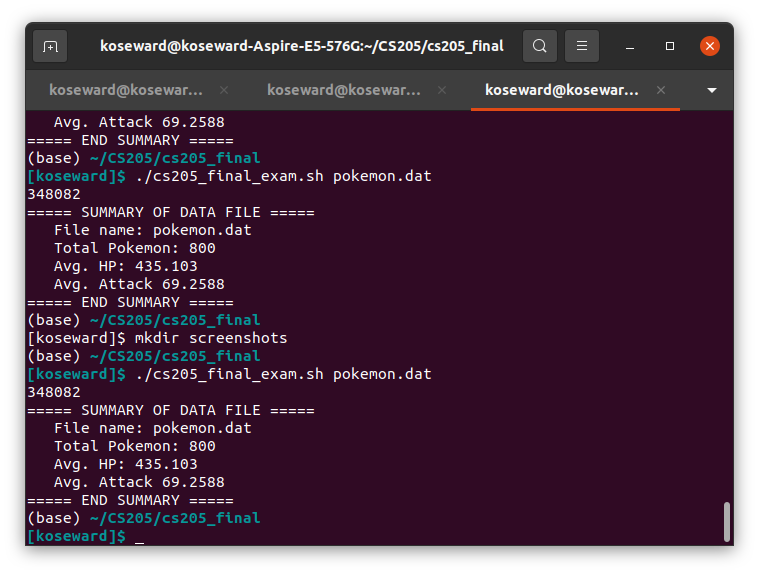 koseward@koseward-Aspire-E5-576G:~/CS205/cs205_final
koseward@kosewar... koseward@kosewar... koseward@kosewar...
Avg. Attack 69.2588
===== END SUMMARY =====
(base) ~/CS205/cs205_final
[koseward]$ ./cs205_final_exam.sh pokemon.dat
348082
===== SUMMARY OF DATA FILE =====
File name: pokemon.dat
Total Pokemon: 800
Avg. HP: 435.103
Avg. Attack 69.2588
===== END SUMMARY =====
(base) ~/CS205/cs205_final
[koseward]$ mkdir screenshots
(base) ~/CS205/cs205_final
[koseward]$ ./cs205_final_exam.sh pokemon.dat
348082
===== SUMMARY OF DATA FILE =====
File name: pokemon.dat
Total Pokemon: 800
Avg. HP: 435.103
Avg. Attack 69.2588
===== END SUMMARY =====
(base) ~/CS205/cs205_final
[koseward]$ _